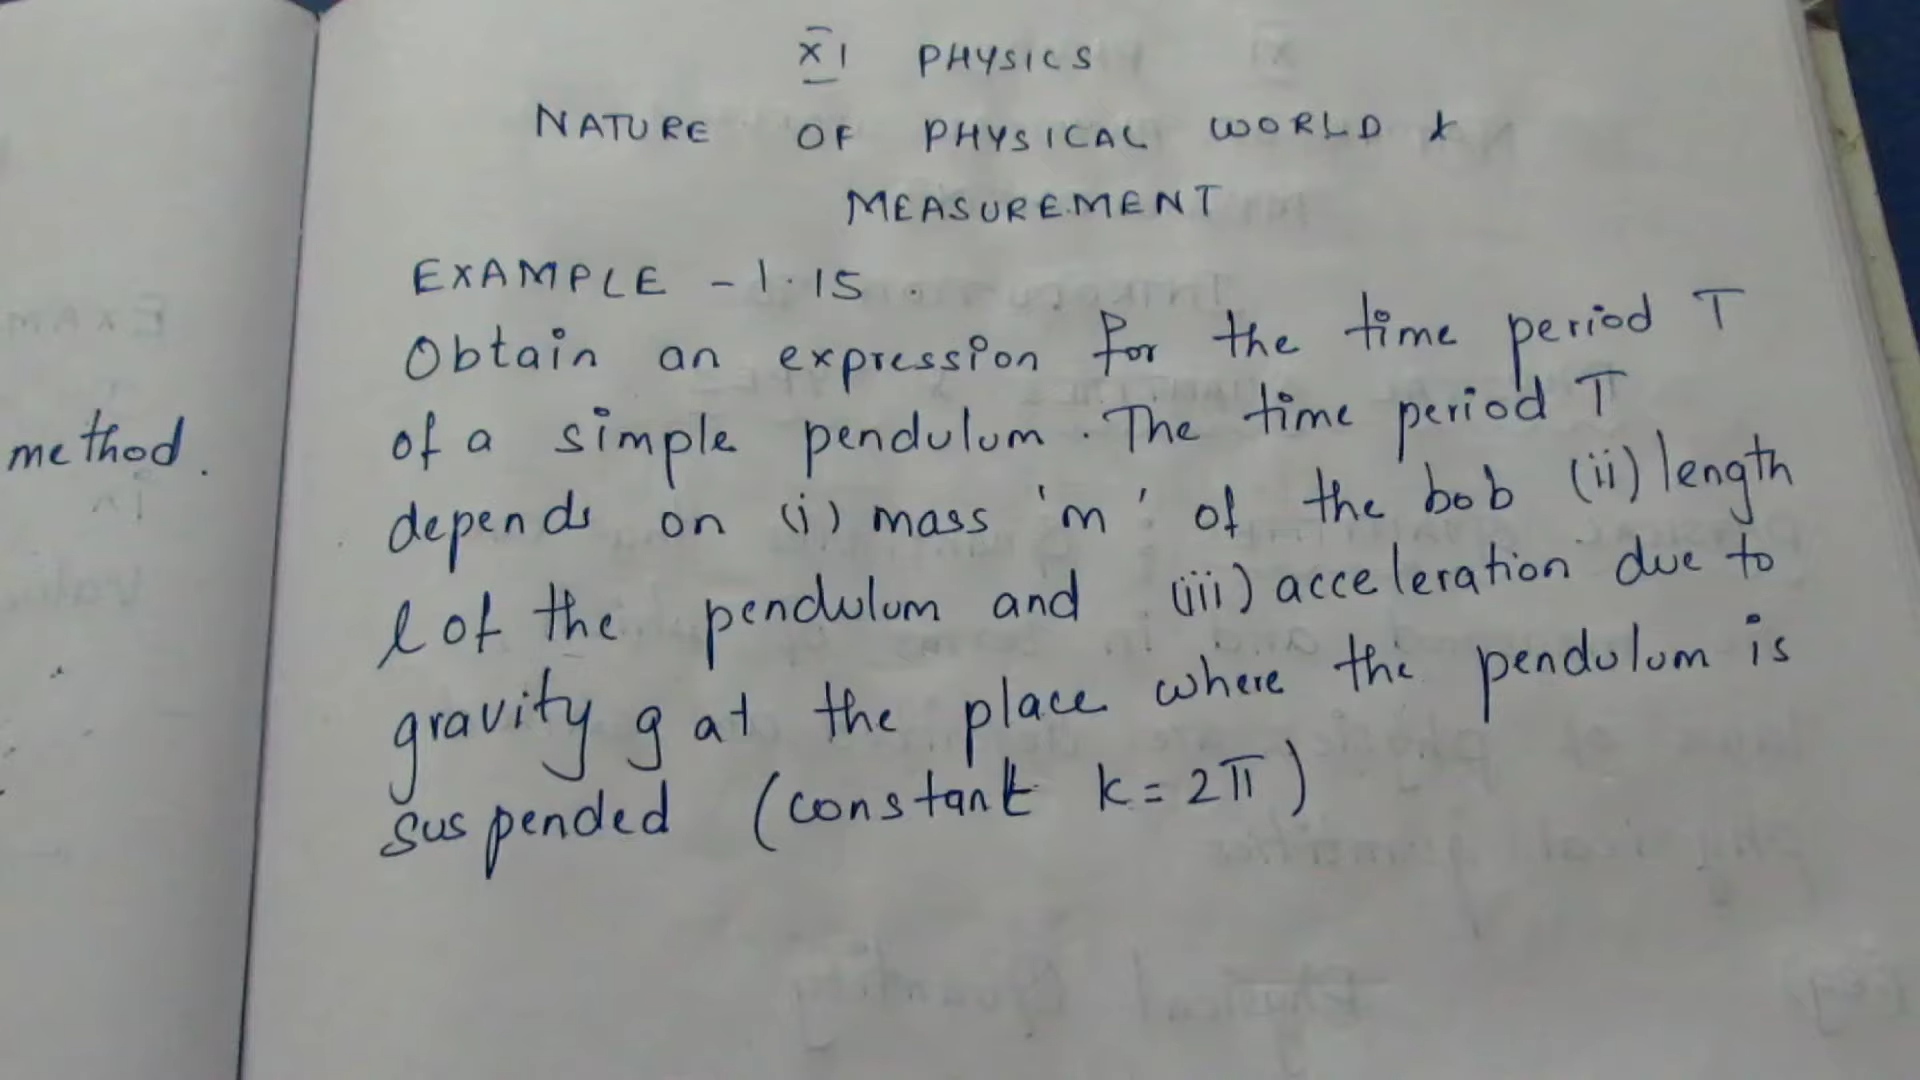 method.
XI PHYSICS
NATURE OF PHYSICAL WORLD &
MEASUREMENT
EXAMPLE - 1.15.
Obtain an expression for the time period T
of a simple pendulum. The time period T
depends on (i) mass 'm' of the bob (ii) length
l of the pendulum and (iii) acceleration due to
gravity g at the place where the pendulum is
suspended (constant k = 2π)